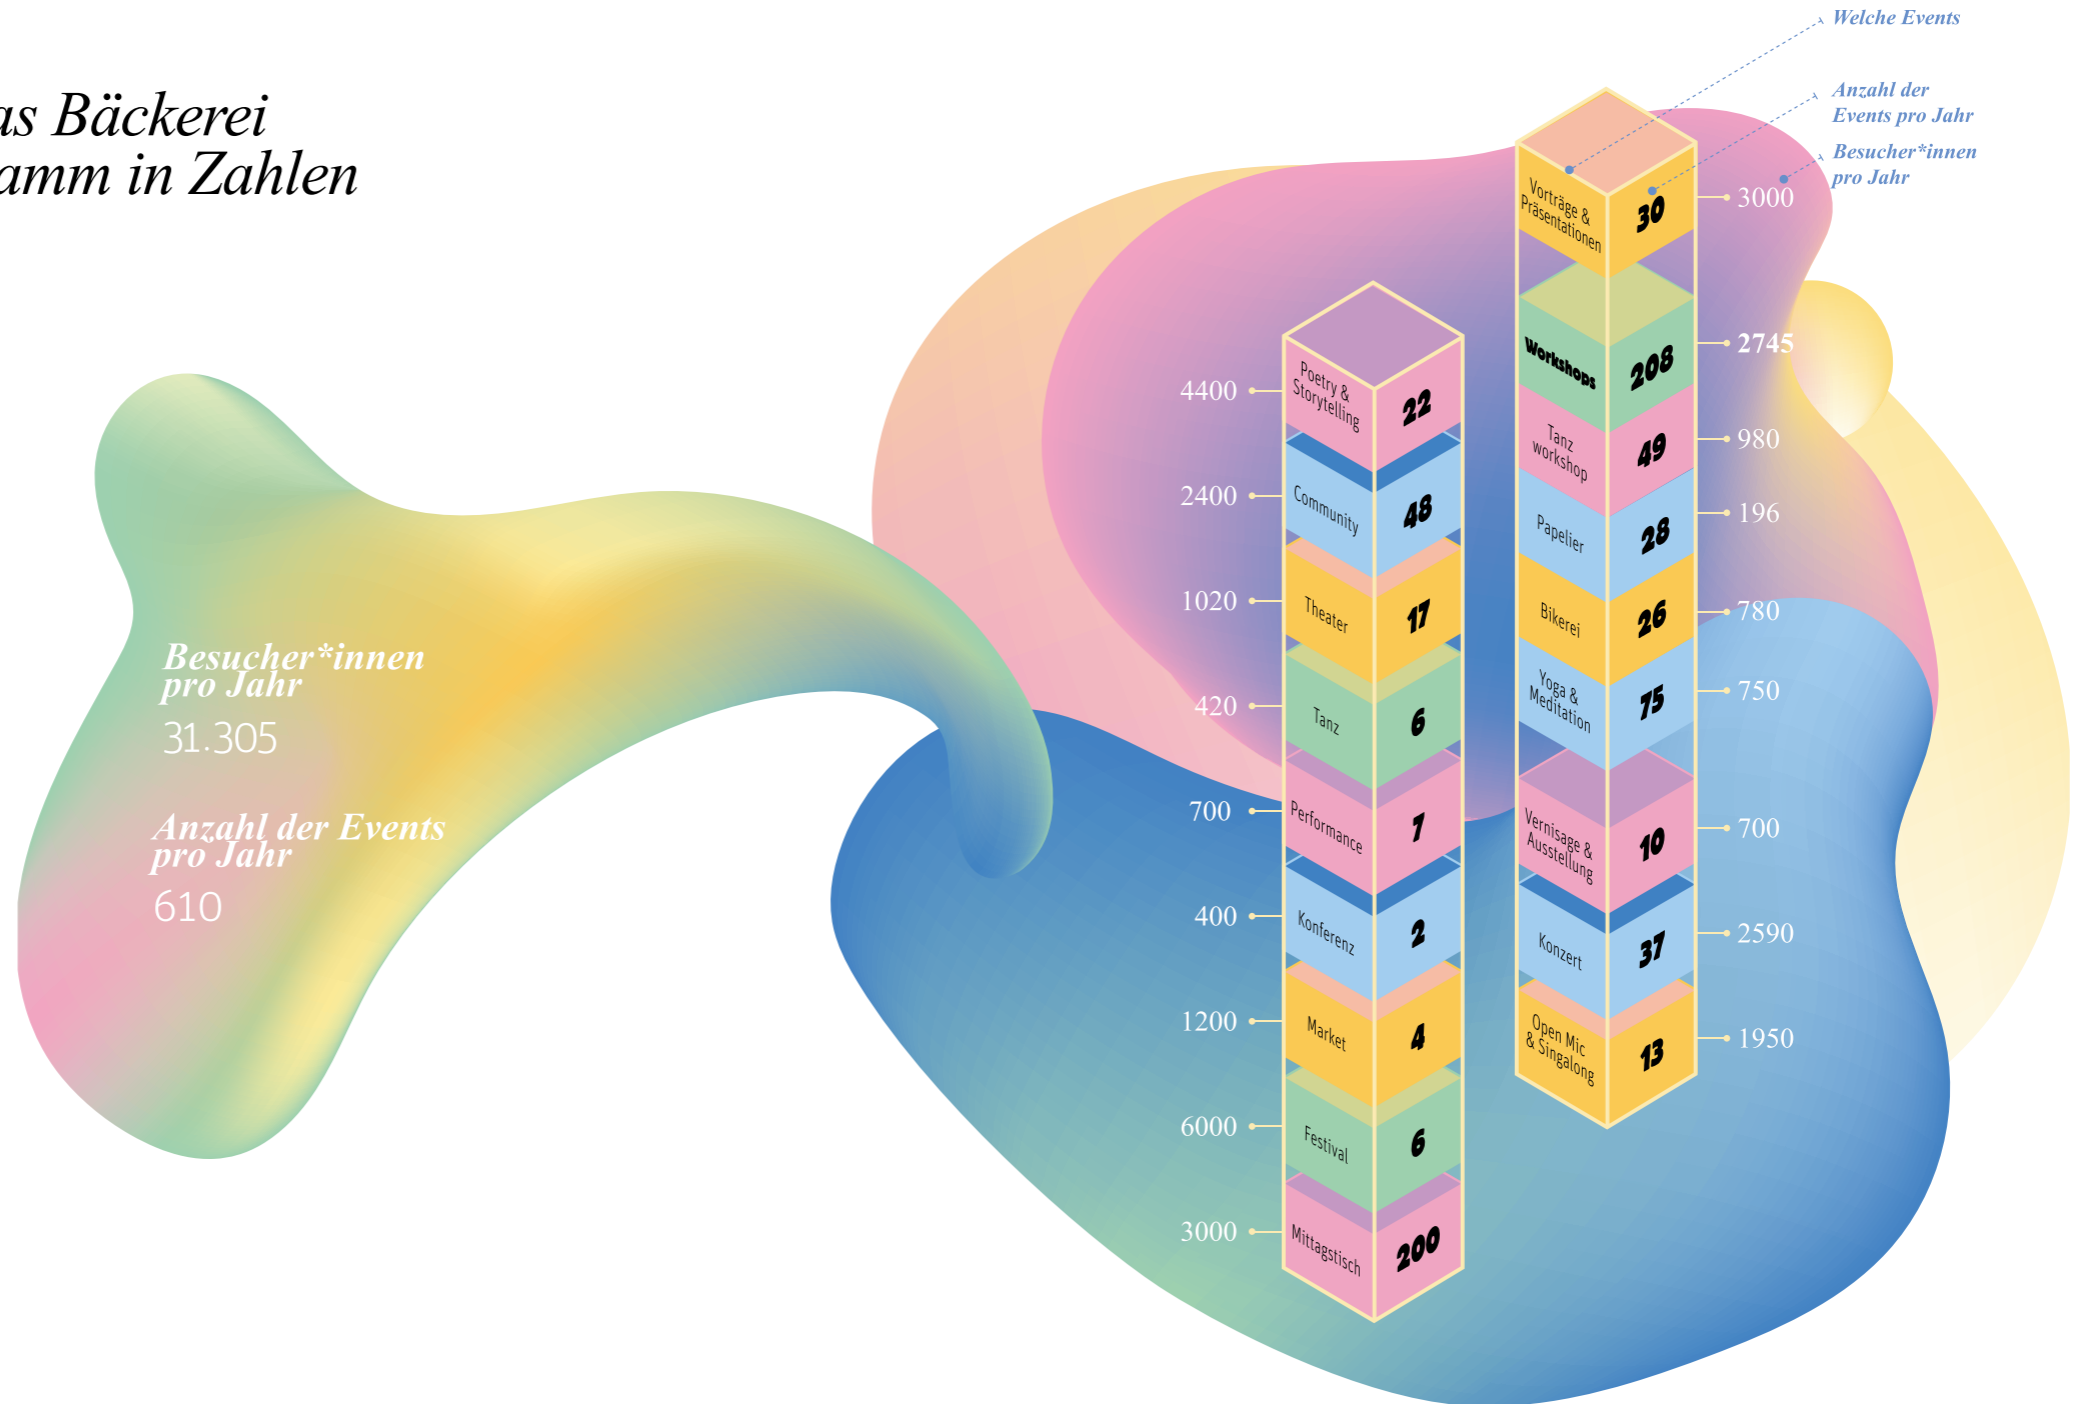 as Bäckerei
amm in Zahlen
Besucher*innen
pro Jahr
31.305
Anzahl der Events
pro Jahr
610
Welche Events
Anzahl der
Events pro Jahr
Besucher*innen
pro Jahr
4400
Poetry &
Storytelling
22
2400
Community
48
1020
Theater
17
420
Tanz
6
700
Performance
7
400
Konferenz
2
1200
Market
4
6000
Festival
6
3000
Mittagstisch
200
Vorträge &
Präsentationen
30
3000
Workshops
208
2745
Tanz
workshop
49
980
Papelier
28
196
Bikerei
26
780
Yoga &
Meditation
75
750
Vernisage &
Ausstellung
10
700
Konzert
37
2590
Open Mic
& Singalong
13
1950